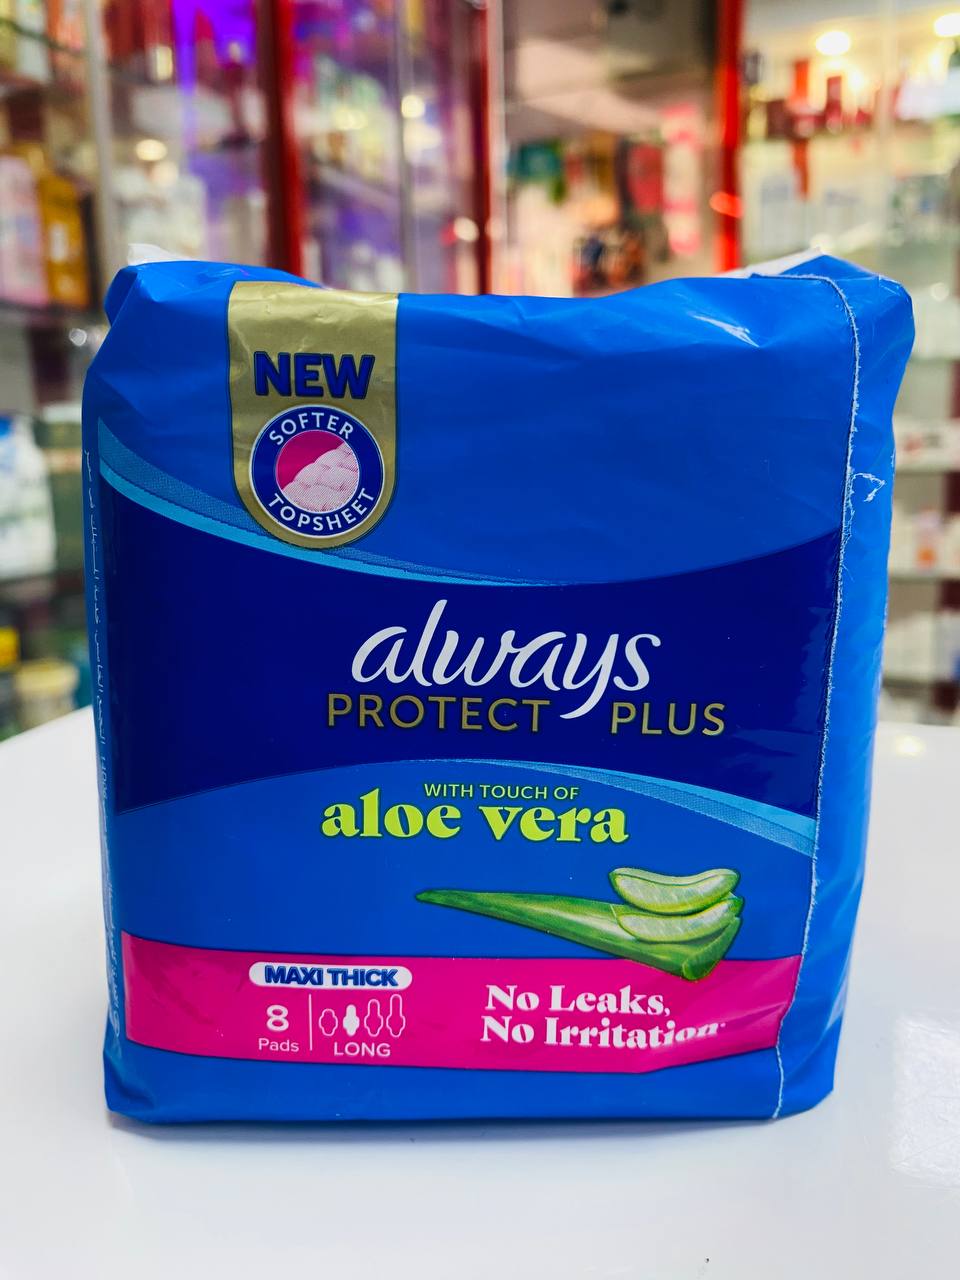 NEW
SOFTER
TOPSHEET
always
PROTECT PLUS
WITH TOUCH OF
aloe vera
MAXI THICK
8
Pads
LONG
No Leaks,
No Irritation*